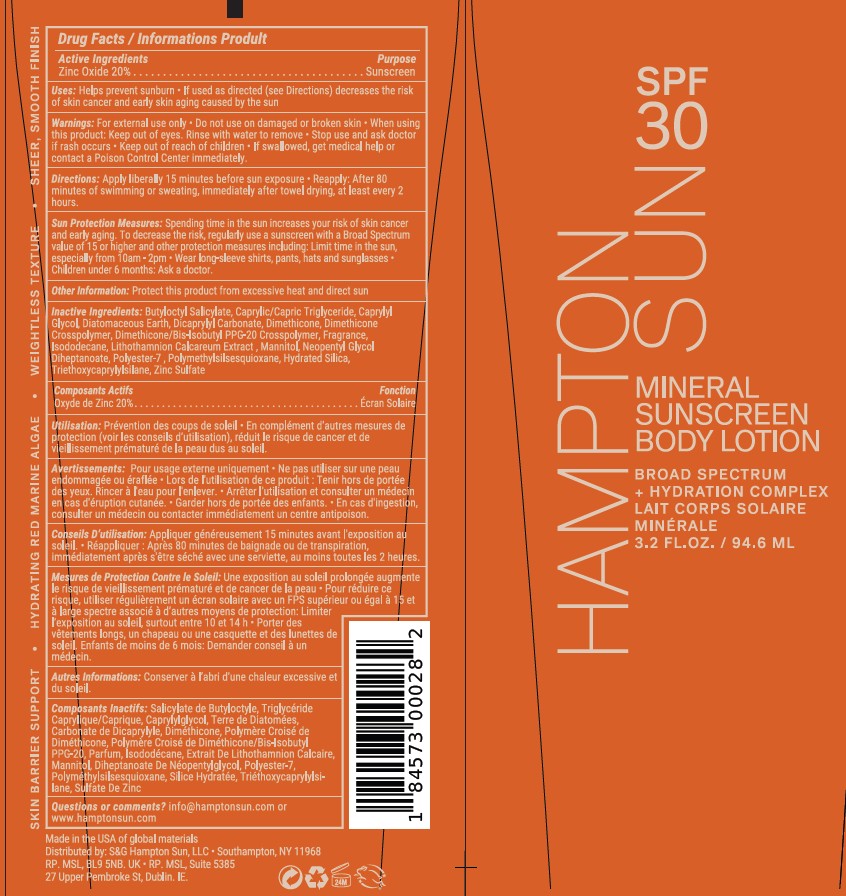 SKIN BARRIER SUPPORT • HYDRATING RED MARINE ALGAE • WEIGHTLESS TEXTURE • SHEER, SMOOTH FINISH
Drug Facts / Informations Produit
Active Ingredients Purpose
Zinc Oxide 20%........................................Sunscreen
Uses: Helps prevent sunburn • If used as directed (see Directions) decreases the risk
of skin cancer and early skin aging caused by the sun
Warnings: For external use only • Do not use on damaged or broken skin • When using
this product: Keep out of eyes. Rinse with water to remove • Stop use and ask doctor
if rash occurs • Keep out of reach of children • If swallowed, get medical help or
contact a Poison Control Center immediately.
Directions: Apply liberally 15 minutes before sun exposure • Reapply: After 80
minutes of swimming or sweating, immediately after towel drying, at least every 2
hours.
Sun Protection Measures: Spending time in the sun increases your risk of skin cancer
and early aging. To decrease the risk, regularly use a sunscreen with a Broad Spectrum
value of 15 or higher and other protection measures including: Limit time in the sun,
especially from 10am - 2pm • Wear long-sleeve shirts, pants, hats and sunglasses •
Children under 6 months: Ask a doctor.
Other Information: Protect this product from excessive heat and direct sun
Inactive Ingredients: Butyloctyl Salicylate, Caprylic/Capric Triglyceride, Caprylyl
Glycol, Diatomaceous Earth, Dicaprylyl Carbonate, Dimethicone, Dimethicone
Crosspolymer, Dimethicone/Bis-Isobutyl PPG-20 Crosspolymer, Fragrance,
Isododecane, Lithothamnion Calcareum Extract , Mannitol, Neopentyl Glycol
Diheptanoate, Polyester-7 , Polymethylsilsesquioxane, Hydrated Silica,
Triethoxycaprylylsilane, Zinc Sulfate
Composants Actifs Fonction
Oxyde de Zinc 20%........................................Écran Solaire
Utilisation: Prévention des coups de soleil • En complément d'autres mesures de
protection (voir les conseils d'utilisation), réduit le risque de cancer et de
vieillissement prématuré de la peau dus au soleil.
Avertissements: Pour usage externe uniquement • Ne pas utiliser sur une peau
endommagée ou éraflée • Lors de l'utilisation de ce produit : Tenir hors de portée
des yeux. Rincer à l'eau pour l'enlever. • Arrêter l'utilisation et consulter un médecin
en cas d'éruption cutanée. • Garder hors de portée des enfants. • En cas d'ingestion,
consulter un médecin ou contacter immédiatement un centre antipoison.
Conseils D'utilisation: Appliquer généreusement 15 minutes avant l'exposition au
soleil. • Réappliquer : Après 80 minutes de baignade ou de transpiration,
immédiatement après s'être séché avec une serviette, au moins toutes les 2 heures.
Mesures de Protection Contre le Soleil: Une exposition au soleil prolongée augmente
le risque de vieillissement prématuré et de cancer de la peau • Pour réduire ce
risque, utiliser régulièrement un écran solaire avec un FPS supérieur ou égal à 15 et
à large spectre associé à d'autres moyens de protection: Limiter
l'exposition au soleil, surtout entre 10 et 14 h • Porter des
vêtements longs, un chapeau ou une casquette et des lunettes de
soleil. Enfants de moins de 6 mois: Demander conseil à un
médecin.
Autres Informations: Conserver à l'abri d'une chaleur excessive et
du soleil.
Composants Inactifs: Salicylate de Butyloctyle, Triglycéride
Caprylique/Caprique, Caprylylglycol, Terre de Diatomées,
Carbonate de Dicaprylyle, Diméthicone, Polymère Croisé de
Diméthicone, Polymère Croisé de Diméthicone/Bis-Isobutyl
PPG-20, Parfum, Isododécane, Extrait De Lithothamnion Calcaire,
Mannitol, Diheptanoate De Néopentylglycol, Polyester-7,
Polyméthylsilsesquioxane, Silice Hydratée, Triéthoxycaprylylsi-
lane, Sulfate De Zinc
Questions or comments? info@hamptonsun.com or
www.hamptonsun.com
1 84573 00028 2
Made in the USA of global materials
Distributed by: S&G Hampton Sun, LLC • Southampton, NY 11968
RP. MSL, BL9 5NB. UK • RP. MSL, Suite 5385
27 Upper Pembroke St, Dublin. IE.
24M
HAMPTON
SUN
SPF
30
MINERAL
SUNSCREEN
BODY LOTION
BROAD SPECTRUM
+ HYDRATION COMPLEX
LAIT CORPS SOLAIRE
MINÉRALE
3.2 FL.OZ. / 94.6 ML